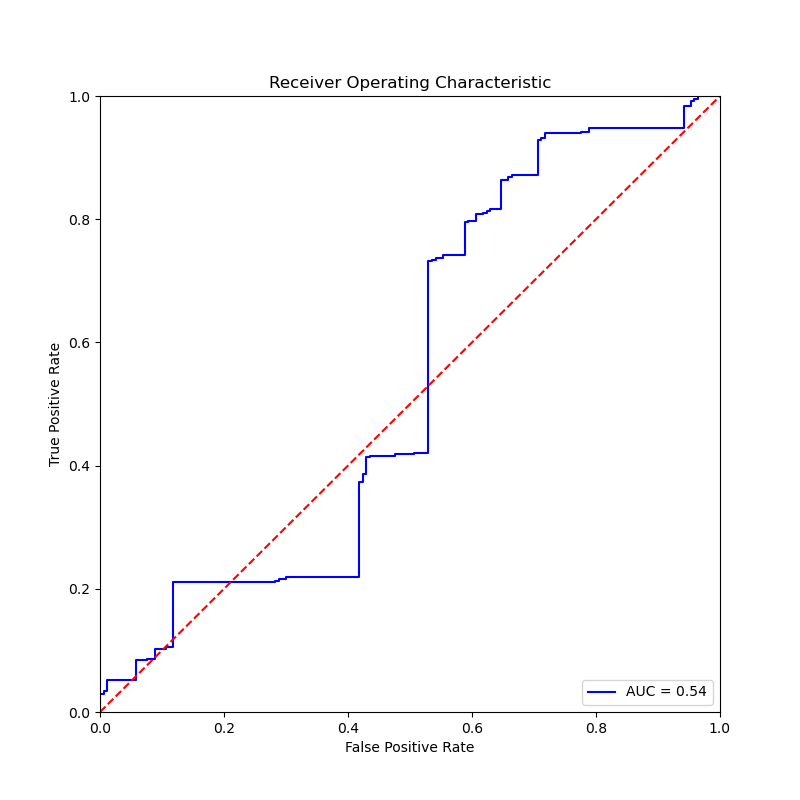 Receiver Operating Characteristic
1.0
0.8
0.6
0.4
0.2
0.0
True Positive Rate
AUC = 0.54
0.0 0.2 0.4 0.6 0.8 1.0
False Positive Rate